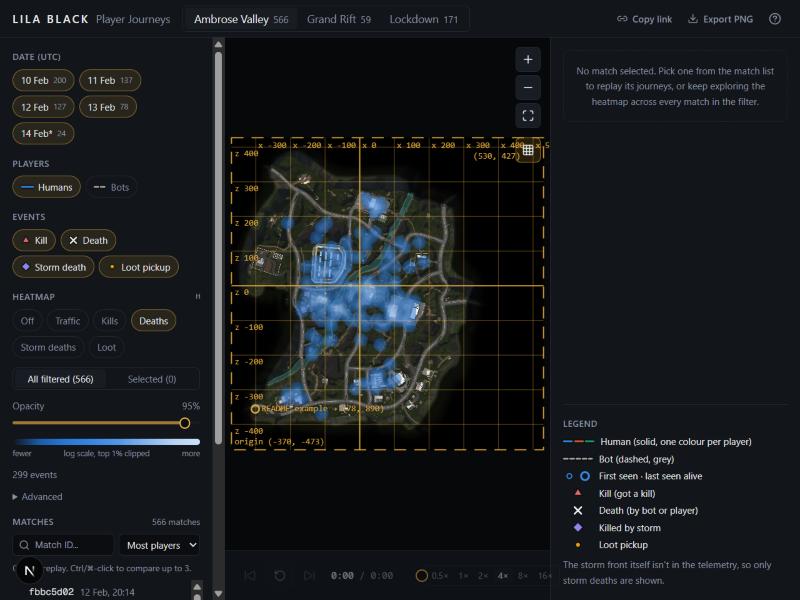 LILA BLACK Player Journeys
Ambrose Valley 566 Grand Rift 59 Lockdown 171
Copy link Export PNG
DATE (UTC)
10 Feb 200 11 Feb 137
12 Feb 127 13 Feb 78
14 Feb* 24
PLAYERS
Humans Bots
EVENTS
Kill Death
Storm death Loot pickup
HEATMAP H
Off Traffic Kills Deaths
Storm deaths Loot
All filtered (566) Selected (0)
Opacity 95%
fewer log scale, top 1% clipped more
299 events
Advanced
MATCHES 566 matches
Match ID... Most players
replay. Ctrl/⌘-click to compare up to 3.
N
fbbc5d02 12 Feb, 20:14
+
−
x -300 x -200 x -100 x 0 x 100 x 200 x 300 x 400
(530, 427)
z 400
z 300
z 200
z 100
z 0
z -100
z -200
z -300
README example
z -400
origin (-370, -473)
0:00 / 0:00 0.5× 1× 2× 4× 8× 16×
No match selected. Pick one from the match list
to replay its journeys, or keep exploring the
heatmap across every match in the filter.
LEGEND
Human (solid, one colour per player)
Bot (dashed, grey)
First seen · last seen alive
Kill (got a kill)
Death (by bot or player)
Killed by storm
Loot pickup
The storm front itself isn't in the telemetry, so only
storm deaths are shown.